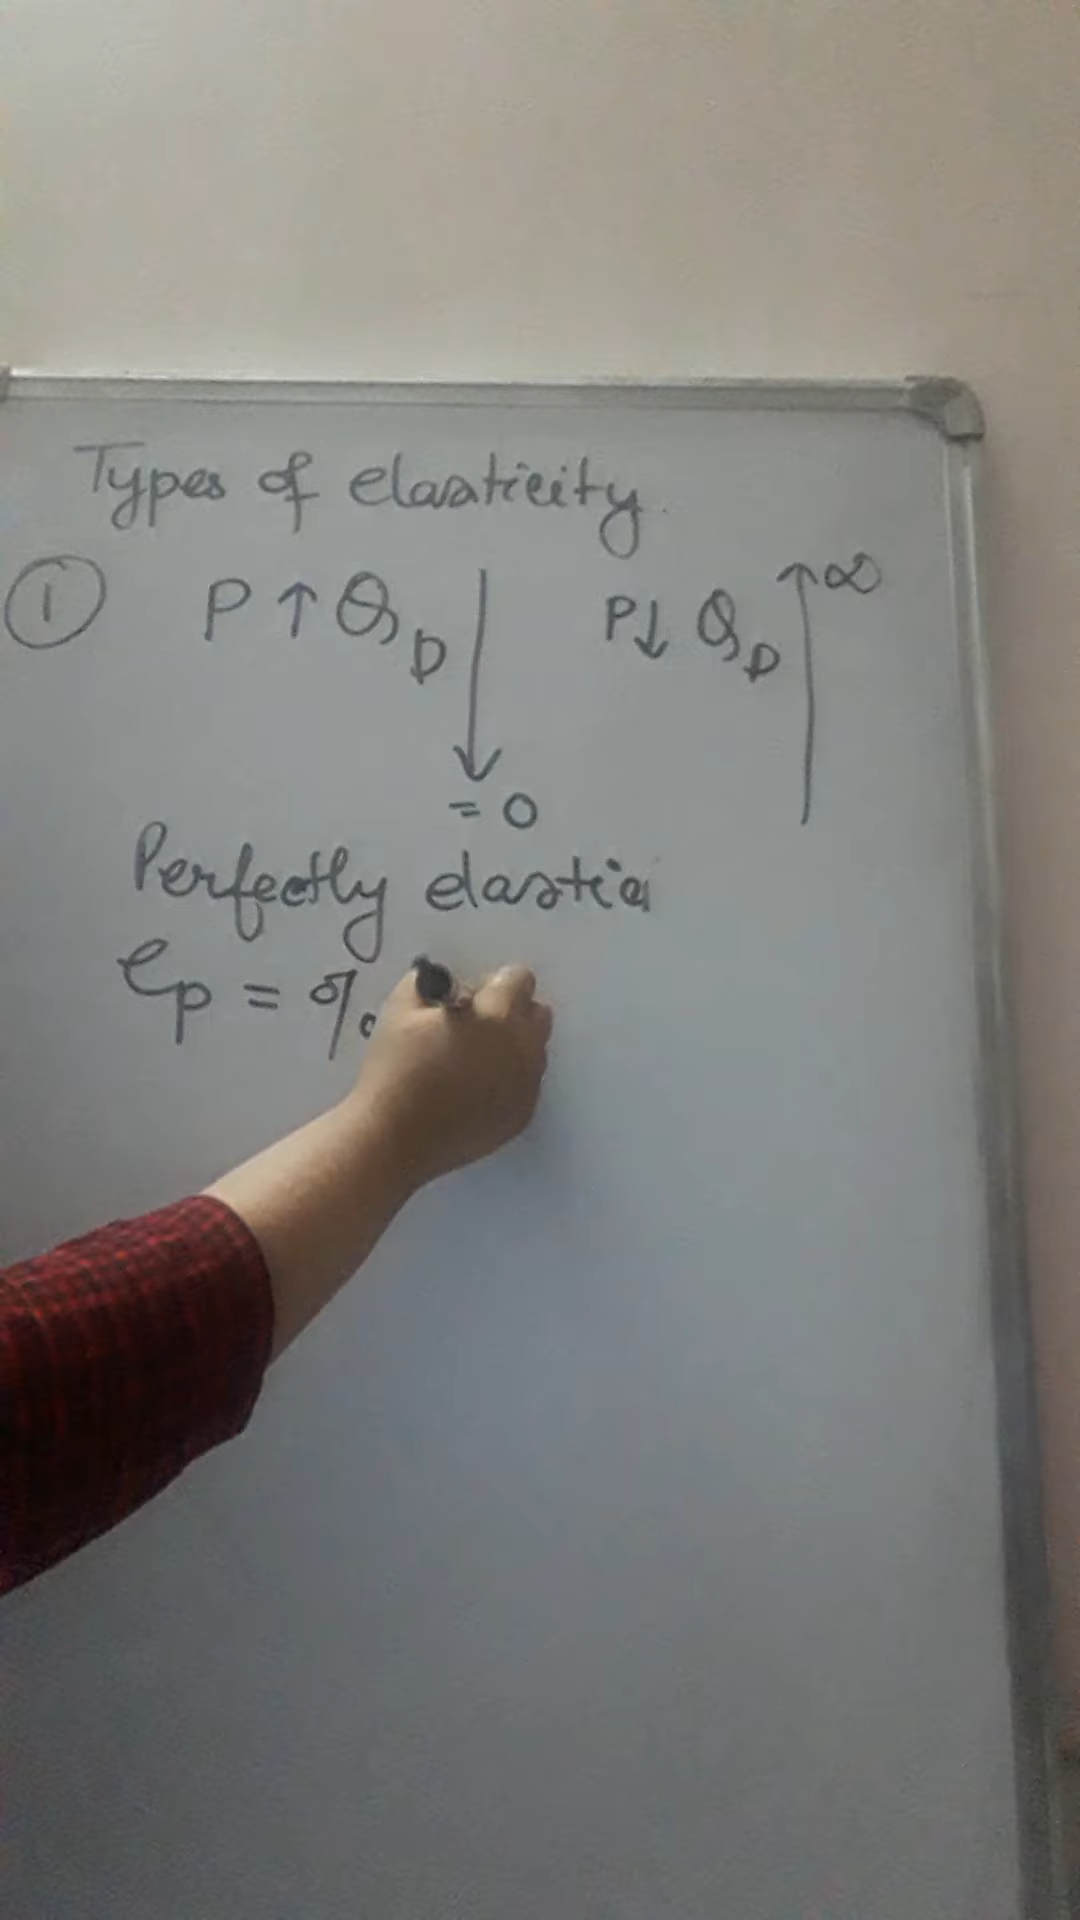 Types of elasticity
① P ↑ Q_D ↓ P↓ Q_D ↑ ∞
= 0
Perfectly elastic
e_p = %